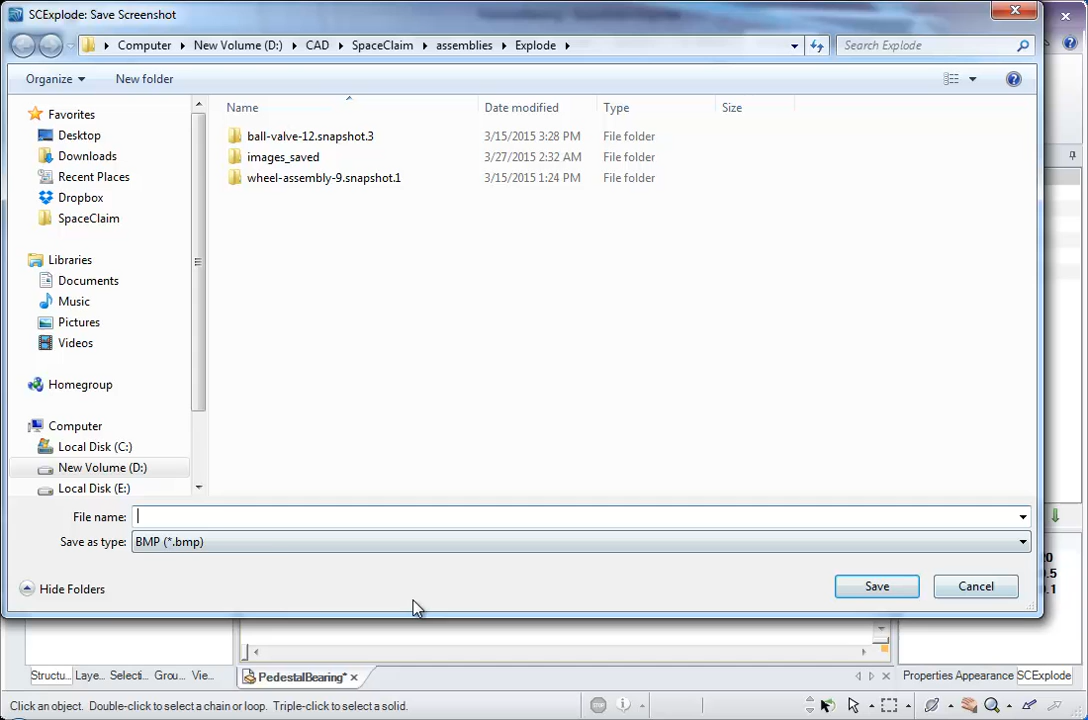 SCExplode: Save Screenshot
Computer New Volume (D:) CAD SpaceClaim assemblies Explode Search Explode
Organize New folder
Name Date modified Type Size
ball-valve-12.snapshot.3 3/15/2015 3:28 PM File folder
images_saved 3/27/2015 2:32 AM File folder
wheel-assembly-9.snapshot.1 3/15/2015 1:24 PM File folder
Favorites
Desktop
Downloads
Recent Places
Dropbox
SpaceClaim
Libraries
Documents
Music
Pictures
Videos
Homegroup
Computer
Local Disk (C:)
New Volume (D:)
Local Disk (E:)
File name:
Save as type: BMP (*.bmp)
Hide Folders Save Cancel
Structu... Laye... Selecti... Grou... Vie... PedestalBearing* Properties Appearance SCExplode
Click an object. Double-click to select a chain or loop. Triple-click to select a solid.